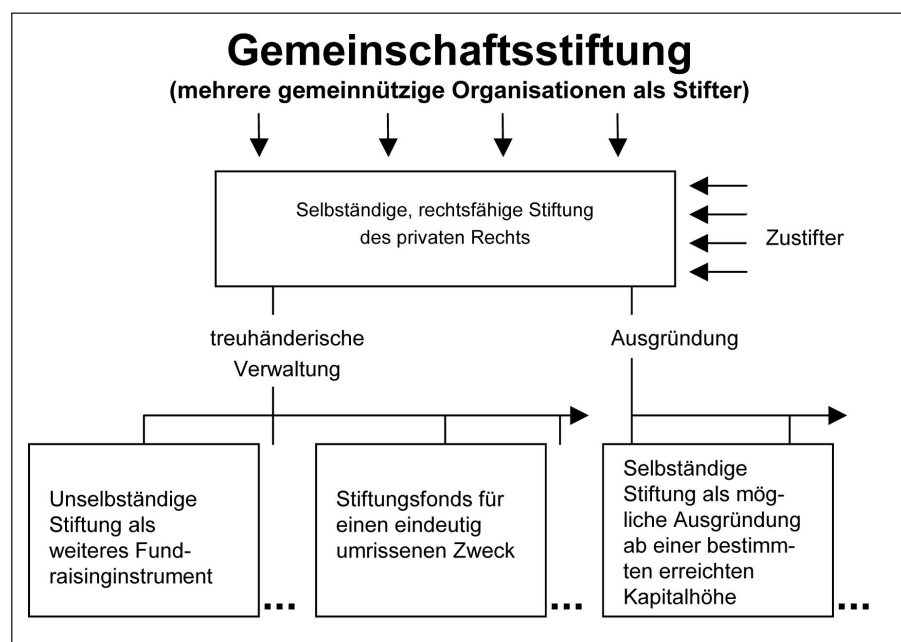 Gemeinschaftsstiftung
(mehrere gemeinnützige Organisationen als Stifter)
Selbständige, rechtsfähige Stiftung
des privaten Rechts
Zustifter
treuhänderische
Verwaltung
Ausgründung
Unselbständige
Stiftung als
weiteres Fund-
raisinginstrument
...
Stiftungsfonds für
einen eindeutig
umrissenen Zweck
...
Selbständige
Stiftung als mög-
liche Ausgründung
ab einer bestimm-
ten erreichten
Kapitalhöhe
...